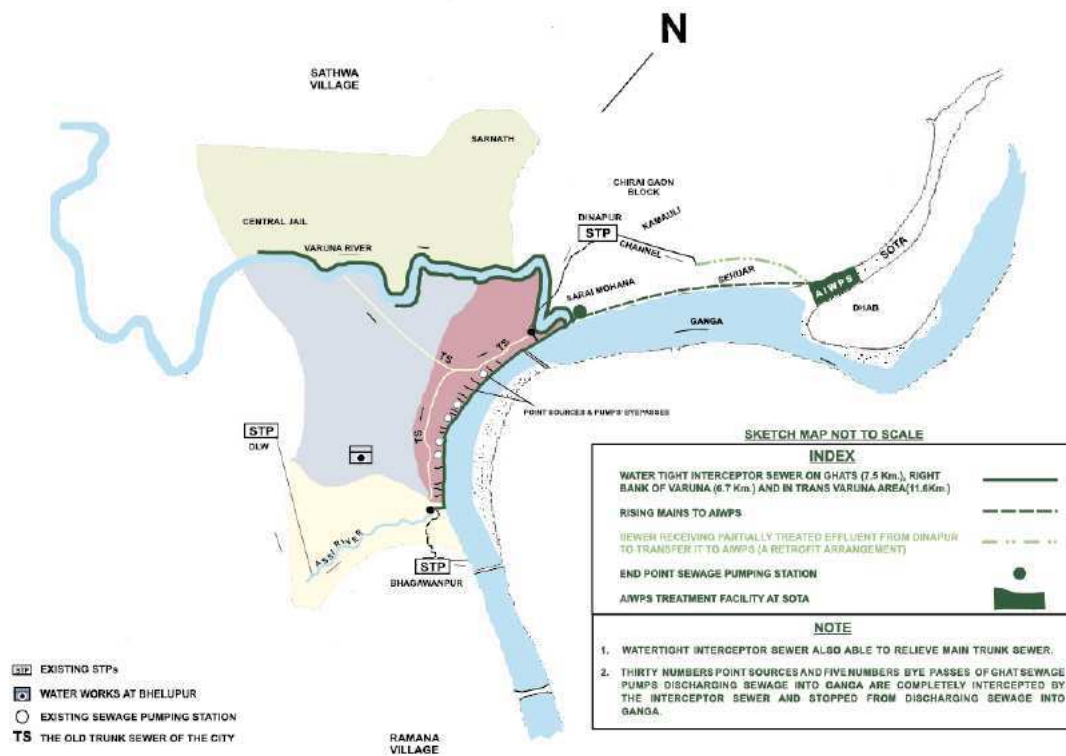 N
SATHWA
VILLAGE
SARNATH
CHIRAI GAON
BLOCK
CENTRAL JAIL
DINAPUR
KAMAULI
STP
VARUNA RIVER
CHANNEL
SOTA
SEHUAR
AIWPS
SARAI MOHANA
DHAB
GANGA
TS
TS
POINT SOURCES & PUMPS' BYEPASSES
TS
STP
DLW
ASSI RIVER
STP
BHAGAWANPUR
RAMANA
VILLAGE
SKETCH MAP NOT TO SCALE
INDEX
WATER TIGHT INTERCEPTOR SEWER ON GHATS (7.5 Km.), RIGHT
BANK OF VARUNA (6.7 Km.) AND IN TRANS VARUNA AREA(11.6Km.)
RISING MAINS TO AIWPS
SEWER RECEIVING PARTIALLY TREATED EFFLUENT FROM DINAPUR
TO TRANSFER IT TO AIWPS (A RETROFIT ARRANGEMENT)
END POINT SEWAGE PUMPING STATION
AIWPS TREATMENT FACILITY AT SOTA
NOTE
1. WATERTIGHT INTERCEPTOR SEWER ALSO ABLE TO RELIEVE MAIN TRUNK SEWER.
2. THIRTY NUMBERS POINT SOURCES AND FIVE NUMBERS BYE PASSES OF GHAT SEWAGE
PUMPS DISCHARGING SEWAGE INTO GANGA ARE COMPLETELY INTERCEPTED BY
THE INTERCEPTOR SEWER AND STOPPED FROM DISCHARGING SEWAGE INTO
GANGA.
STP EXISTING STPs
WATER WORKS AT BHELUPUR
EXISTING SEWAGE PUMPING STATION
TS THE OLD TRUNK SEWER OF THE CITY